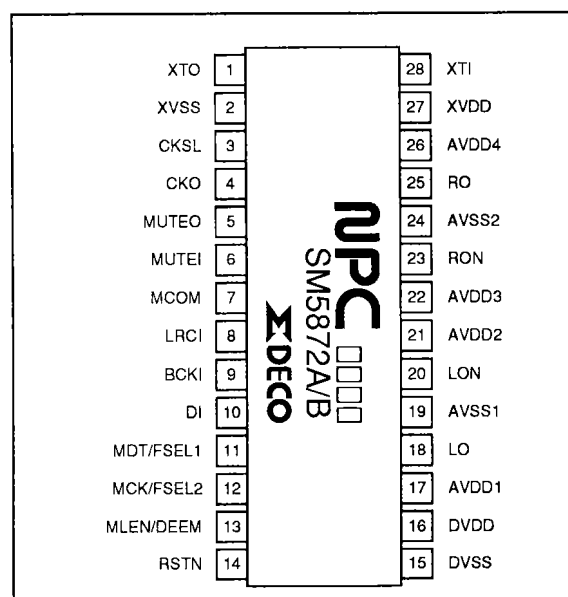 XTO 1 28 XTI
XVSS 2 27 XVDD
CKSL 3 26 AVDD4
CKO 4 25 RO
MUTEO 5 24 AVSS2
MUTEI 6 23 RON
MCOM 7 22 AVDD3
LRCI 8 21 AVDD2
BCKI 9 20 LON
DI 10 19 AVSS1
MDT/FSEL1 11 18 LO
MCK/FSEL2 12 17 AVDD1
MLEN/DEEM 13 16 DVDD
RSTN 14 15 DVSS
NPC
SM5872A/B
ΣDECO